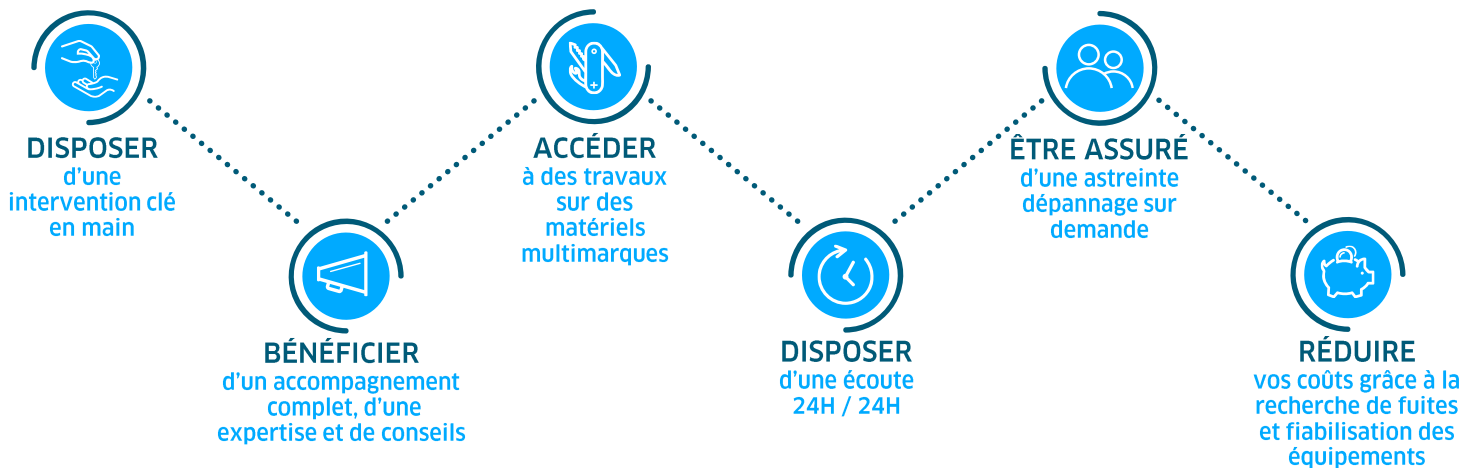 DISPOSER
d'une
intervention clé
en main
BÉNÉFICIER
d'un accompagnement
complet, d'une
expertise et de conseils
ACCÉDER
à des travaux
sur des
matériels
multimarques
DISPOSER
d'une écoute
24H / 24H
ÊTRE ASSURÉ
d'une astreinte
dépannage sur
demande
RÉDUIRE
vos coûts grâce à la
recherche de fuites
et fiabilisation des
équipements